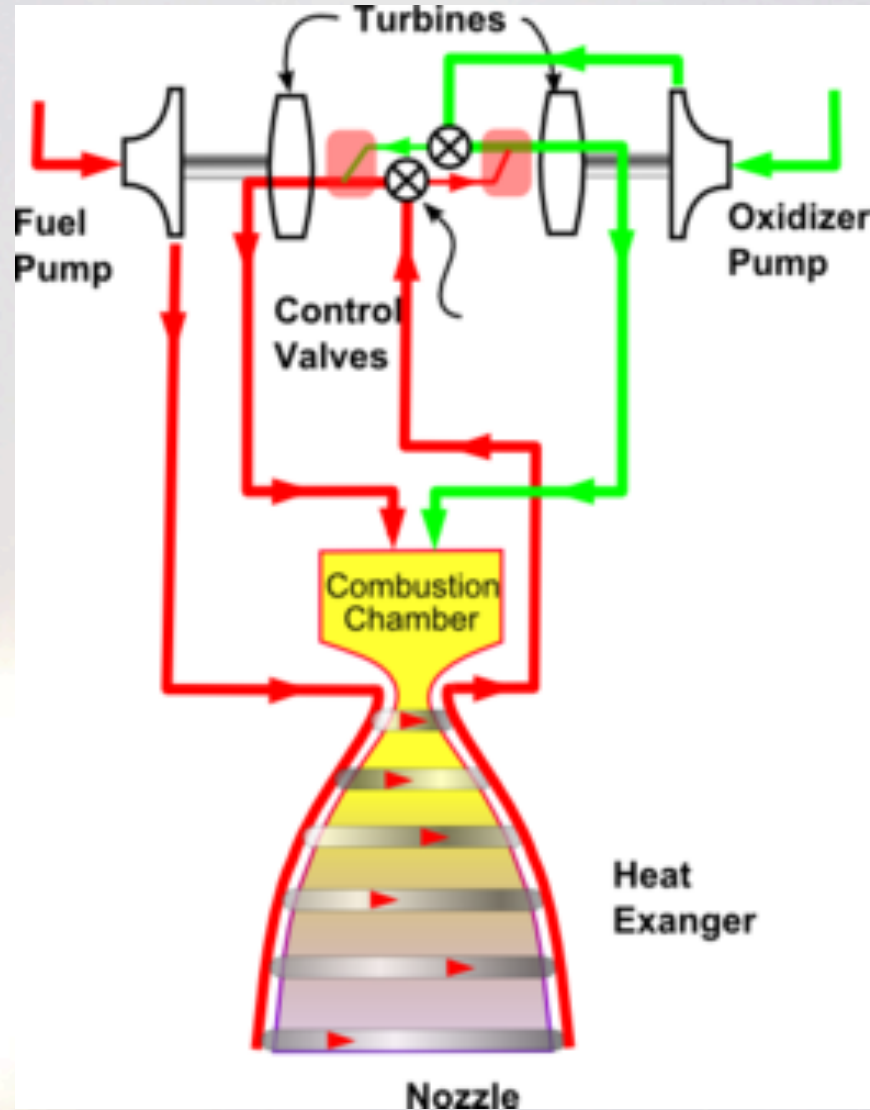 Turbines
Fuel
Pump
Oxidizer
Pump
Control
Valves
Combustion
Chamber
Heat
Exanger
Nozzle